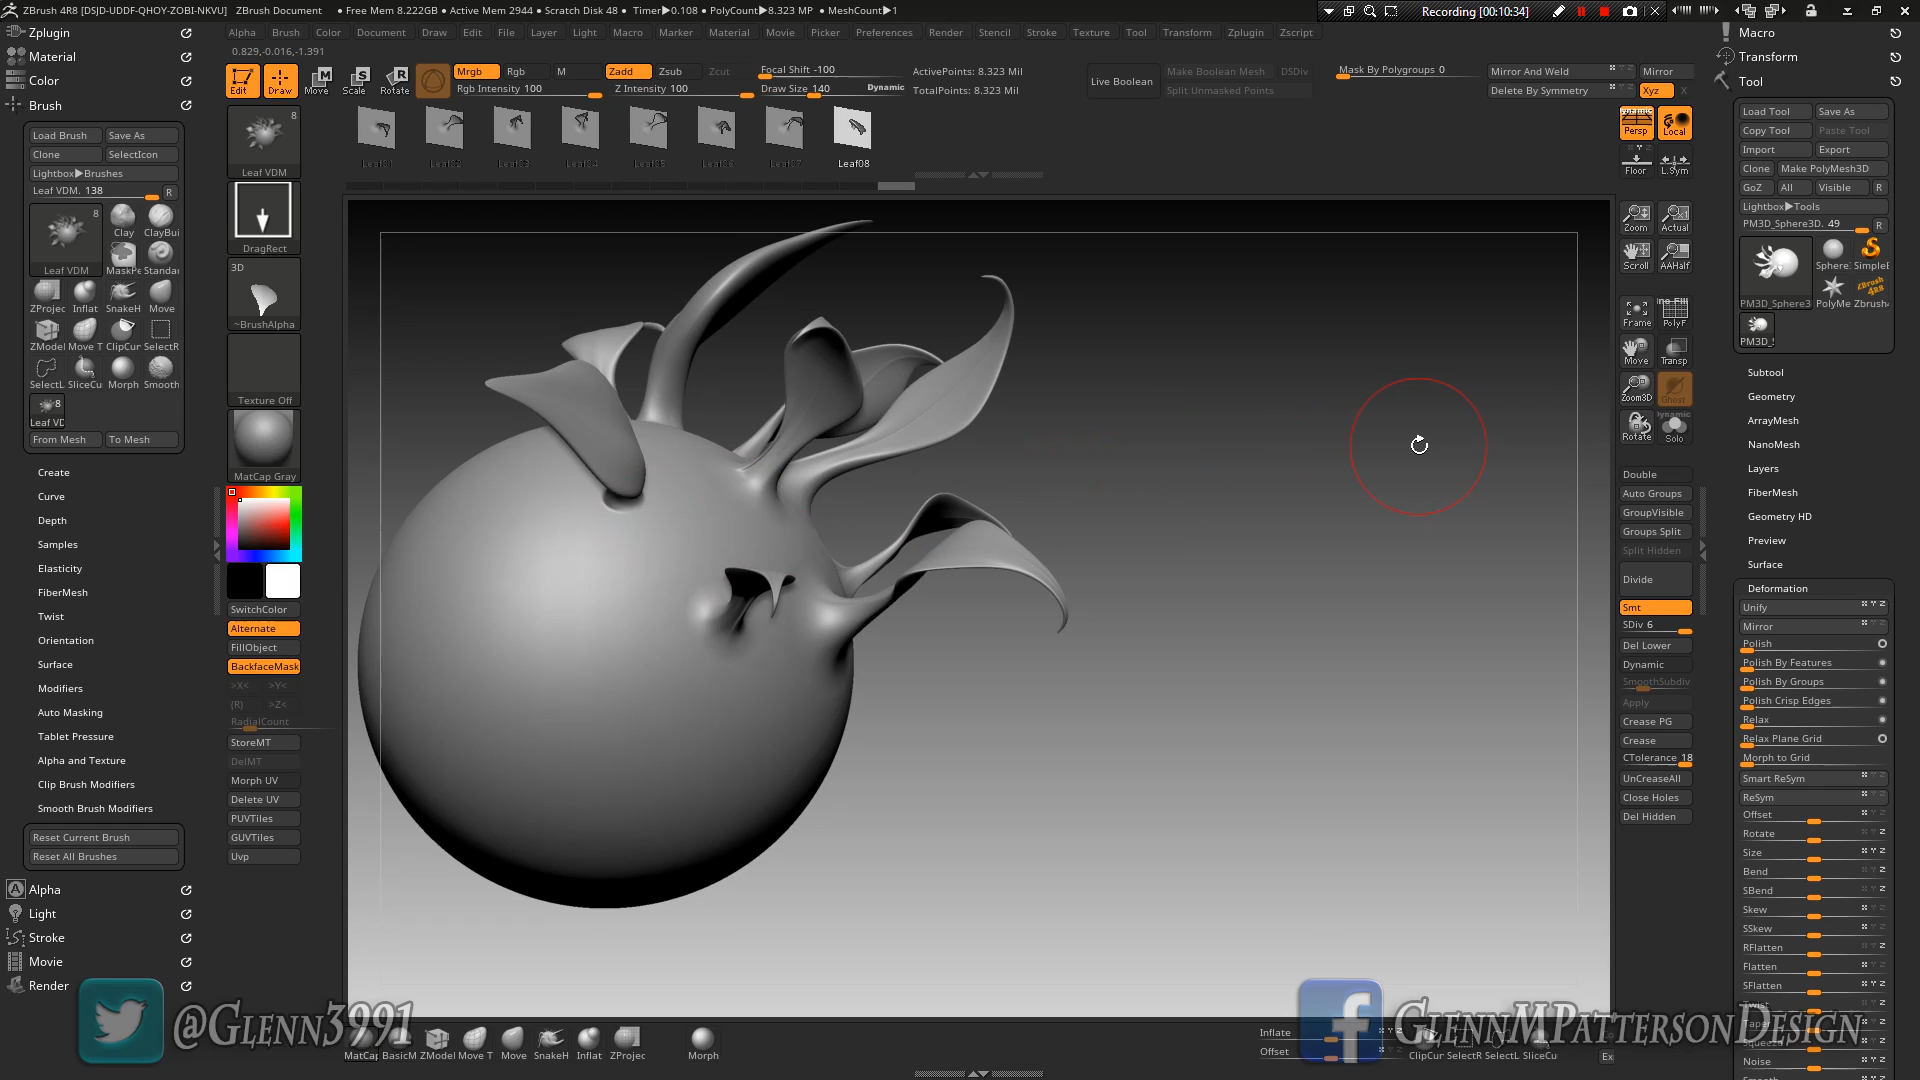 ZBrush 4R8 [DSJD-UDDF-QHOY-ZOBI-NKVU] ZBrush Document • Free Mem 8.222GB • Active Mem 2944 • Scratch Disk 48 • Timer▶0.108 • PolyCount▶8.323 MP • MeshCount▶1
Recording [00:10:34]
Zplugin
Material
Color
Brush
Load Brush Save As
Clone SelectIcon
Lightbox▶Brushes
Leaf VDM. 138 R
8
Leaf VDM
Clay ClayBui
MaskPe Standa
ZProjec Inflat SnakeH Move
ZModel Move T ClipCur SelectR
SelectL SliceCu Morph Smooth
8
Leaf VD
From Mesh To Mesh
Create
Curve
Depth
Samples
Elasticity
FiberMesh
Twist
Orientation
Surface
Modifiers
Auto Masking
Tablet Pressure
Alpha and Texture
Clip Brush Modifiers
Smooth Brush Modifiers
Reset Current Brush
Reset All Brushes
Alpha
Light
Stroke
Movie
Render
Alpha Brush Color Document Draw Edit File Layer Light Macro Marker Material Movie Picker Preferences Render Stencil Stroke Texture Tool Transform Zplugin Zscript
0.829,-0.016,-1.391
Edit Draw Move Scale Rotate
Mrgb Rgb M Zadd Zsub Zcut
Rgb Intensity 100 Z Intensity 100
Focal Shift -100
Draw Size 140 Dynamic
ActivePoints: 8.323 Mil
TotalPoints: 8.323 Mil
Live Boolean
Make Boolean Mesh DSDiv
Split Unmasked Points
Mask By Polygroups 0
Mirror And Weld Mirror
Delete By Symmetry Xyz X
Leaf01 Leaf02 Leaf03 Leaf04 Leaf05 Leaf06 Leaf07 Leaf08
8
Leaf VDM
DragRect
3D
~BrushAlpha
Texture Off
MatCap Gray
SwitchColor
Alternate
FillObject
BackfaceMask
>X< >Y<
(R) >Z<
RadialCount
StoreMT
DelMT
Morph UV
Delete UV
PUVTiles
GUVTiles
Uvp
Dynamic
Persp Local
Floor L.Sym
Zoom Actual
Scroll AAHalf
Frame PolyF
Move Transp
Zoom3D Ghost
Dynamic
Rotate Solo
Double
Auto Groups
GroupVisible
Groups Split
Split Hidden
Divide
Smt
SDiv 6
Del Lower
Dynamic
SmoothSubdiv
Apply
Crease PG
Crease
CTolerance 18
UnCreaseAll
Close Holes
Del Hidden
Macro
Transform
Tool
Load Tool Save As
Copy Tool Paste Tool
Import Export
Clone Make PolyMesh3D
GoZ All Visible R
Lightbox▶Tools
PM3D_Sphere3D. 49 R
Sphere SimpleE
PM3D_Sphere3 PolyMe Zbrush
PM3D_S
Subtool
Geometry
ArrayMesh
NanoMesh
Layers
FiberMesh
Geometry HD
Preview
Surface
Deformation
Unify
Mirror
Polish
Polish By Features
Polish By Groups
Polish Crisp Edges
Relax
Relax Plane Grid
Morph to Grid
Smart ReSym
ReSym
Offset
Rotate
Size
Bend
SBend
Skew
SSkew
RFlatten
Flatten
SFlatten
Twist
Taper
Squeeze
Noise
MatCap BasicM ZModel Move T Move SnakeH Inflat ZProjec Morph
Inflate
Offset
ClipCur SelectR SelectL SliceCu
Ex
@Glenn3991
GlennMPattersonDesign